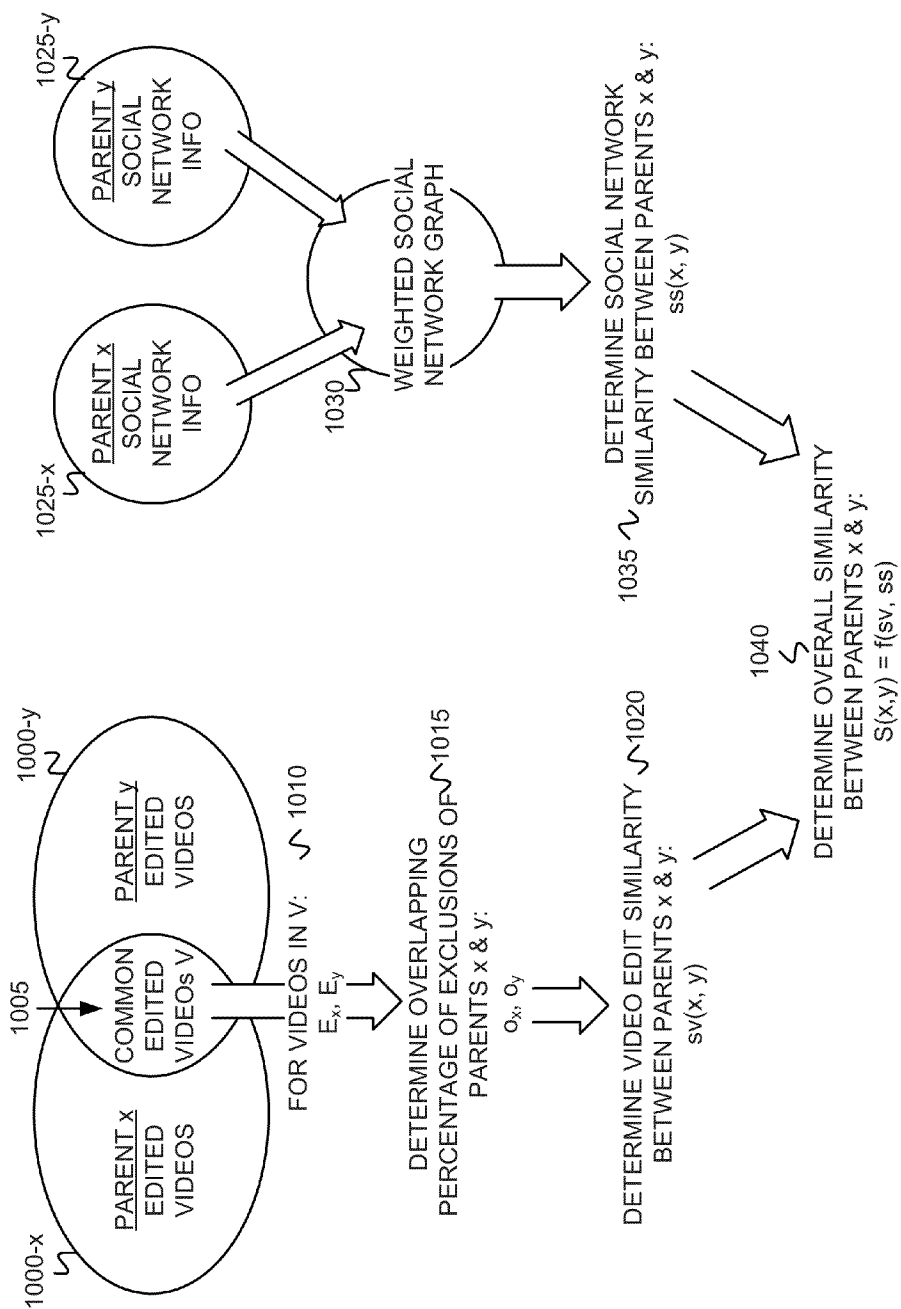 1000-x
1005
1000-y
PARENT x
EDITED
VIDEOS
COMMON
EDITED
VIDEOs V
PARENT y
EDITED
VIDEOS
FOR VIDEOS IN V:
1010
Ex, Ey
DETERMINE OVERLAPPING
PERCENTAGE OF EXCLUSIONS OF
PARENTS x & y:
1015
ox, oy
DETERMINE VIDEO EDIT SIMILARITY
BETWEEN PARENTS x & y:
sv(x, y)
1020
1025-x
PARENT x
SOCIAL
NETWORK
INFO
1025-y
PARENT y
SOCIAL
NETWORK
INFO
1030
WEIGHTED SOCIAL
NETWORK GRAPH
1035
DETERMINE SOCIAL NETWORK
SIMILARITY BETWEEN PARENTS x & y:
ss(x, y)
1040
DETERMINE OVERALL SIMILARITY
BETWEEN PARENTS x & y:
S(x,y) = f(sv, ss)